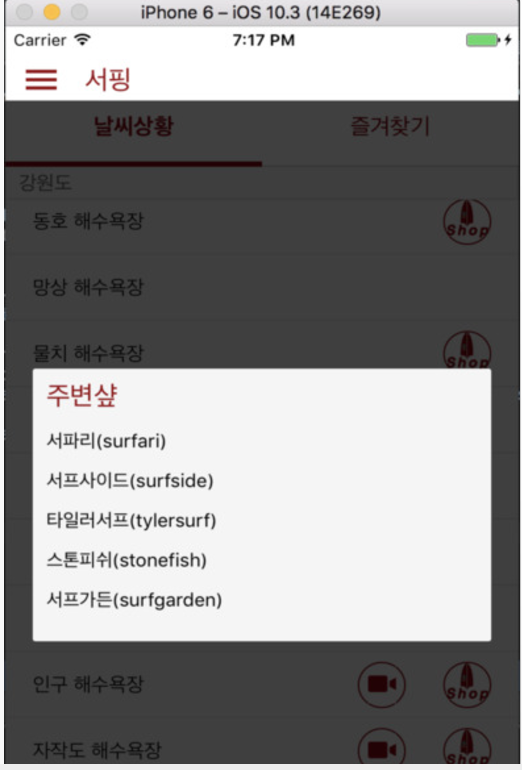 iPhone 6 – iOS 10.3 (14E269)
Carrier 7:17 PM
서핑
날씨상황 즐겨찾기
강원도
동호 해수욕장 Shop
망상 해수욕장
물치 해수욕장 Shop
주변샾
서파리(surfari)
서프사이드(surfside)
타일러서프(tylersurf)
스톤피쉬(stonefish)
서프가든(surfgarden)
인구 해수욕장 Shop
자작도 해수욕장 Shop